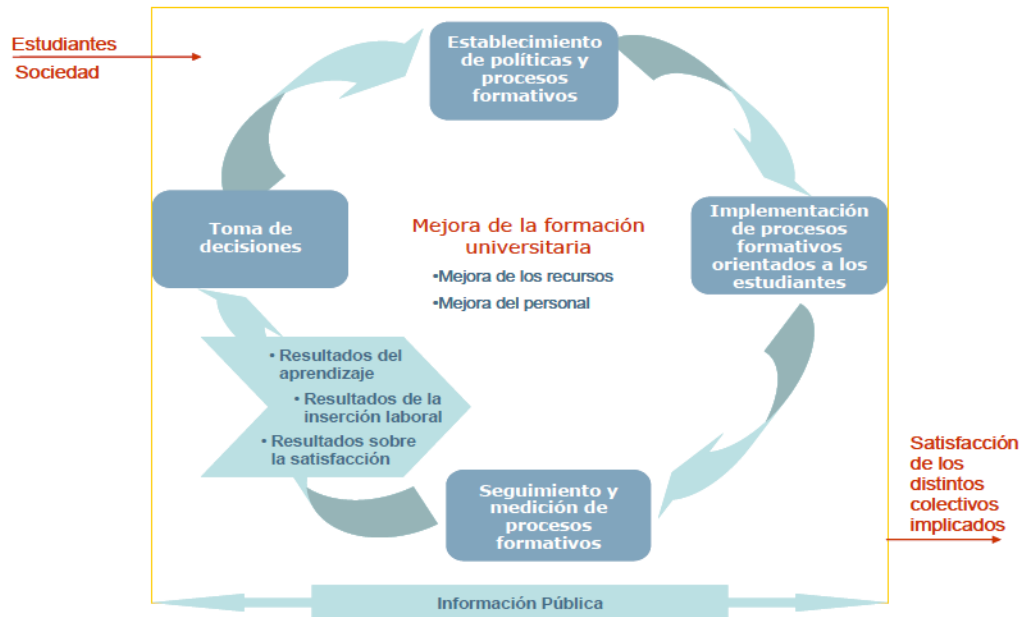 Estudiantes
Sociedad
Establecimiento
de políticas y
procesos
formativos
Toma de
decisiones
Mejora de la formación
universitaria
•Mejora de los recursos
•Mejora del personal
Implementación
de procesos
formativos
orientados a los
estudiantes
• Resultados del
aprendizaje
• Resultados de la
inserción laboral
• Resultados sobre
la satisfacción
Seguimiento y
medición de
procesos
formativos
Satisfacción
de los
distintos
colectivos
implicados
Información Pública